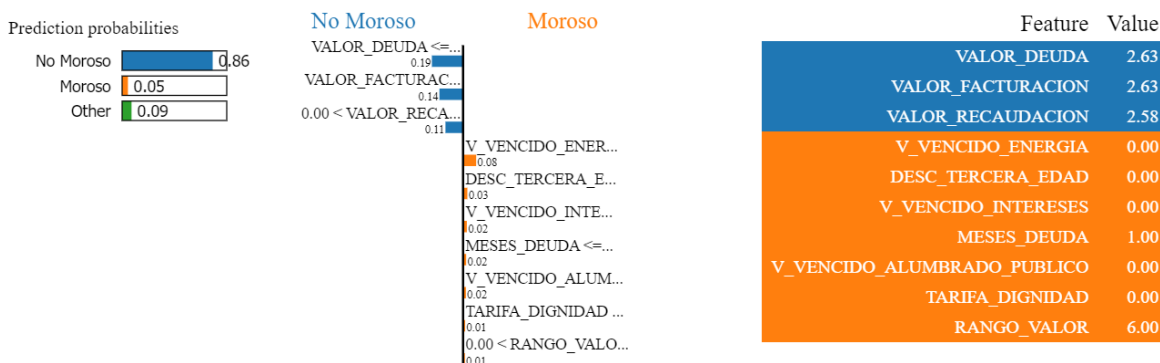 Prediction probabilities
No Moroso 0.86
Moroso 0.05
Other 0.09
No Moroso Moroso
VALOR_DEUDA <=...
0.19
VALOR_FACTURAC...
0.14
0.00 < VALOR_RECA...
0.11
V_VENCIDO_ENER...
0.08
DESC_TERCERA_E...
0.03
V_VENCIDO_INTE...
0.02
MESES_DEUDA <=...
0.02
V_VENCIDO_ALUM...
0.02
TARIFA_DIGNIDAD ...
0.01
0.00 < RANGO_VALO...
0.01
Feature Value
VALOR_DEUDA 2.63
VALOR_FACTURACION 2.63
VALOR_RECAUDACION 2.58
V_VENCIDO_ENERGIA 0.00
DESC_TERCERA_EDAD 0.00
V_VENCIDO_INTERESES 0.00
MESES_DEUDA 1.00
V_VENCIDO_ALUMBRADO_PUBLICO 0.00
TARIFA_DIGNIDAD 0.00
RANGO_VALOR 6.00